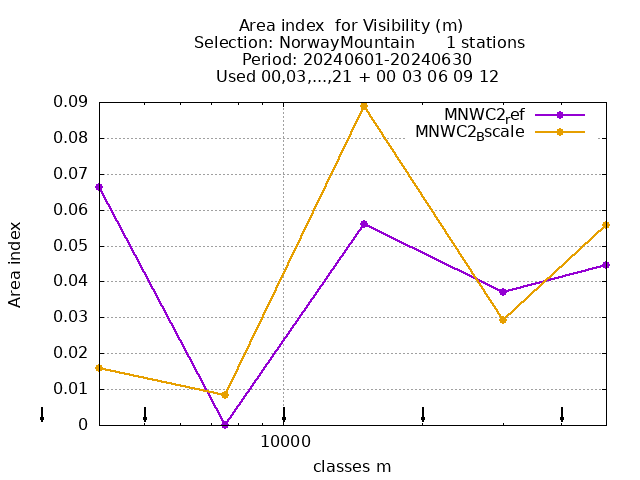 Area index  for Visibility (m)
Selection: NorwayMountain      1 stations
Period: 20240601-20240630
Used 00,03,...,21 + 00 03 06 09 12
MNWC2ref
MNWC2Bscale
0.09
0.08
0.07
0.06
0.05
0.04
0.03
0.02
0.01
0
Area index
10000
classes m